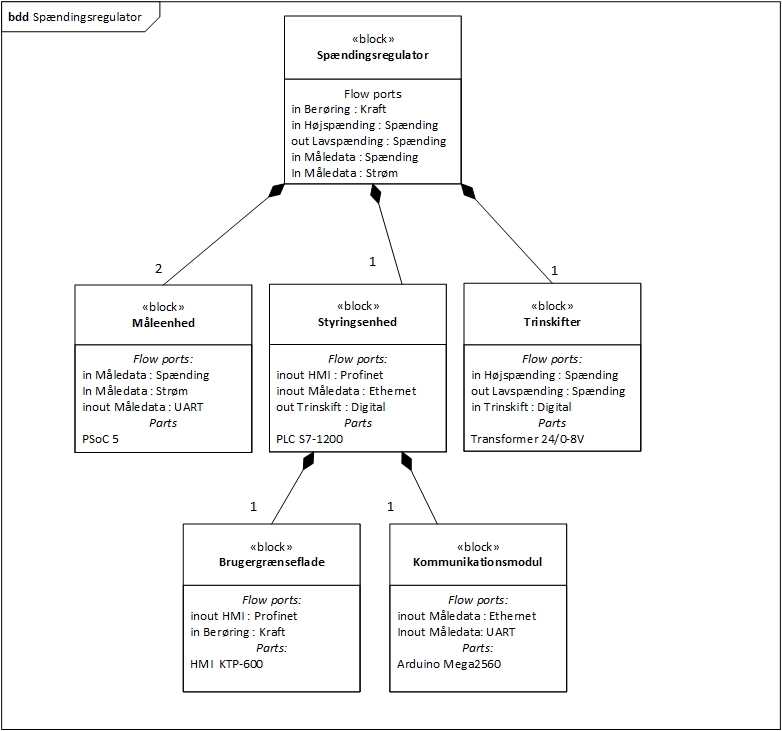 bdd Spændingsregulator
«block»
Spændingsregulator
Flow ports
in Berøring : Kraft
in Højspænding : Spænding
out Lavspænding : Spænding
in Måledata : Spænding
In Måledata : Strøm
2
1
1
«block»
Måleenhed
Flow ports:
in Måledata : Spænding
In Måledata : Strøm
inout Måledata : UART
Parts
PSoC 5
«block»
Styringsenhed
Flow ports:
inout HMI : Profinet
inout Måledata : Ethernet
out Trinskift : Digital
Parts
PLC S7-1200
«block»
Trinskifter
Flow ports:
in Højspænding : Spænding
out Lavspænding : Spænding
in Trinskift : Digital
Parts
Transformer 24/0-8V
1
1
«block»
Brugergrænseflade
Flow ports:
inout HMI : Profinet
in Berøring : Kraft
Parts:
HMI KTP-600
«block»
Kommunikationsmodul
Flow ports:
inout Måledata : Ethernet
Inout Måledata: UART
Parts:
Arduino Mega2560